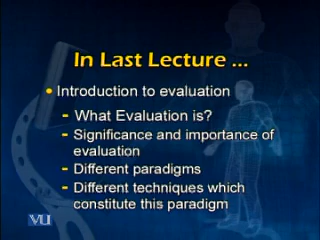 In Last Lecture ...
• Introduction to evaluation
- What Evaluation is?
- Significance and importance of
evaluation
- Different paradigms
- Different techniques which
constitute this paradigm
VU